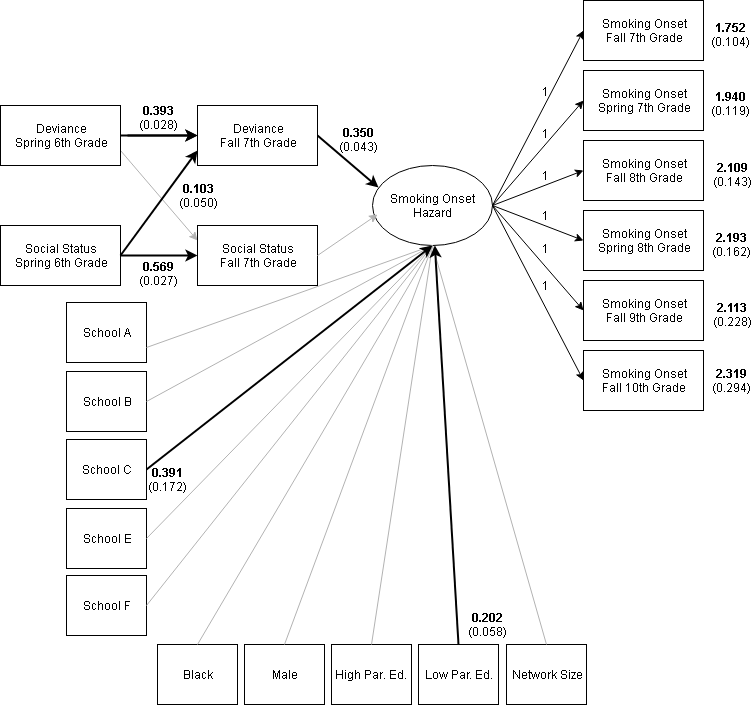 Smoking Onset
Fall 7th Grade
1.752
(0.104)
1
Smoking Onset
Spring 7th Grade
1.940
(0.119)
1
Smoking Onset
Fall 8th Grade
2.109
(0.143)
1
Smoking Onset
Spring 8th Grade
2.193
(0.162)
1
Smoking Onset
Fall 9th Grade
2.113
(0.228)
1
Smoking Onset
Fall 10th Grade
2.319
(0.294)
1
Deviance
Spring 6th Grade
0.393
(0.028)
Deviance
Fall 7th Grade
0.350
(0.043)
Smoking Onset
Hazard
0.103
(0.050)
Social Status
Spring 6th Grade
0.569
(0.027)
Social Status
Fall 7th Grade
School A
School B
School C
0.391
(0.172)
School E
School F
0.202
(0.058)
Black
Male
High Par. Ed.
Low Par. Ed.
Network Size